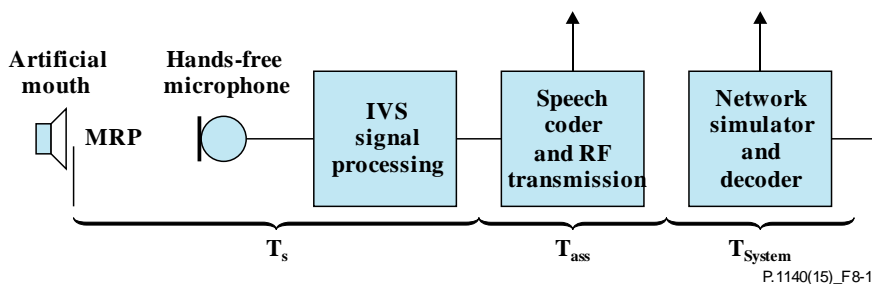 Artificial
mouth
MRP
Hands-free
microphone
IVS
signal
processing
Speech
coder
and RF
transmission
Network
simulator
and
decoder
Ts
Tass
TSystem
P.1140(15)_F8-1